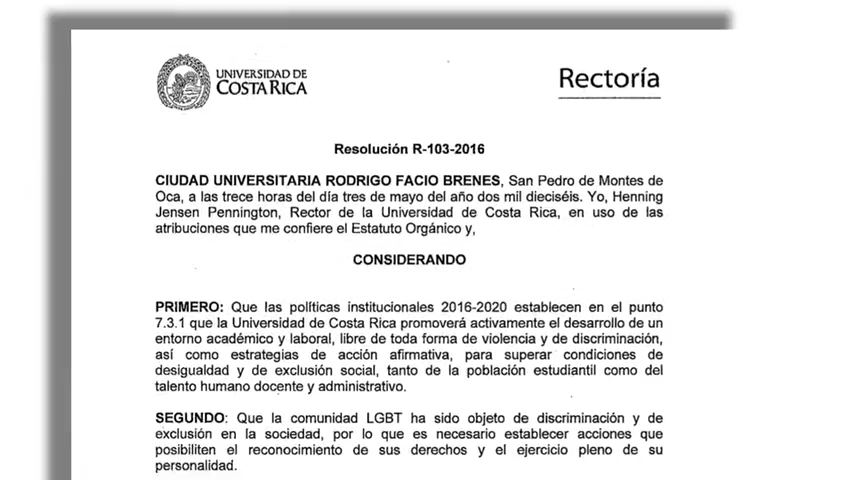 UNIVERSIDAD DE
COSTA RICA
Rectoría
Resolución R-103-2016
CIUDAD UNIVERSITARIA RODRIGO FACIO BRENES, San Pedro de Montes de
Oca, a las trece horas del día tres de mayo del año dos mil dieciséis. Yo, Henning
Jensen Pennington, Rector de la Universidad de Costa Rica, en uso de las
atribuciones que me confiere el Estatuto Orgánico y,
CONSIDERANDO
PRIMERO: Que las políticas institucionales 2016-2020 establecen en el punto
7.3.1 que la Universidad de Costa Rica promoverá activamente el desarrollo de un
entorno académico y laboral, libre de toda forma de violencia y de discriminación,
así como estrategias de acción afirmativa, para superar condiciones de
desigualdad y de exclusión social, tanto de la población estudiantil como del
talento humano docente y administrativo.
SEGUNDO: Que la comunidad LGBT ha sido objeto de discriminación y de
exclusión en la sociedad, por lo que es necesario establecer acciones que
posibiliten el reconocimiento de sus derechos y el ejercicio pleno de su
personalidad.